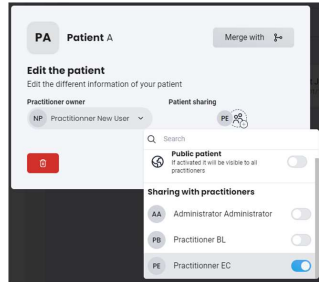 PA Patient A Merge with
Edit the patient
Edit the different information of your patient
Practitioner owner Patient sharing
NP Practitionner New User PE
Search
Public patient
If activated it will be visible to all
practitioners
Sharing with practitioners
AA Administrator Administrator
PB Practitioner BL
PE Practitionner EC